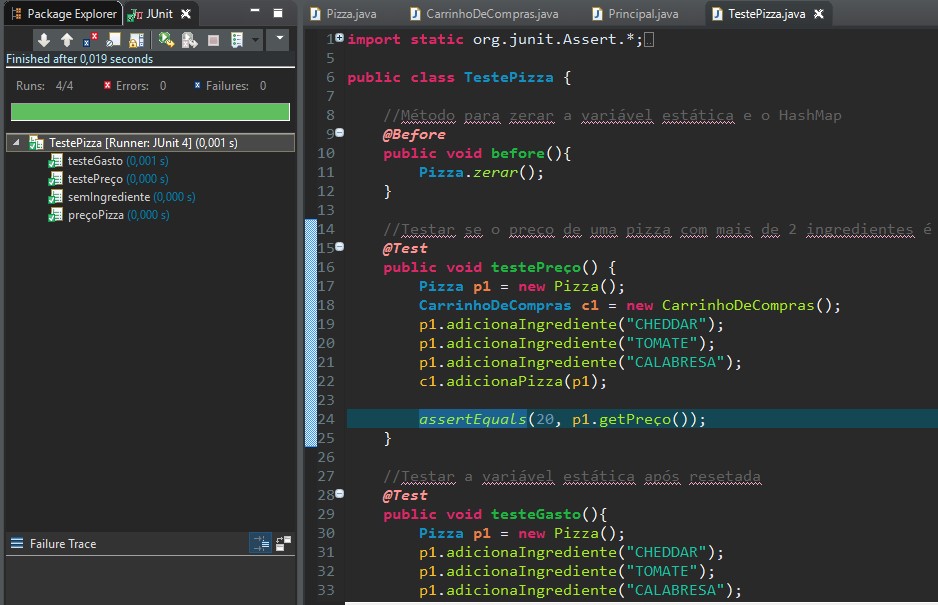 Package Explorer JUnit
Finished after 0,019 seconds
Runs: 4/4 Errors: 0 Failures: 0
TestePizza [Runner: JUnit 4] (0,001 s)
testeGasto (0,001 s)
testePreço (0,000 s)
semIngrediente (0,000 s)
preçoPizza (0,000 s)
Failure Trace
Pizza.java CarrinhoDeCompras.java Principal.java TestePizza.java
1 import static org.junit.Assert.*;
5
6 public class TestePizza {
7
8 //Método para zerar a variável estática e o HashMap
9 @Before
10 public void before(){
11 Pizza.zerar();
12 }
13
14 //Testar se o preço de uma pizza com mais de 2 ingredientes é
15 @Test
16 public void testePreço() {
17 Pizza p1 = new Pizza();
18 CarrinhoDeCompras c1 = new CarrinhoDeCompras();
19 p1.adicionaIngrediente("CHEDDAR");
20 p1.adicionaIngrediente("TOMATE");
21 p1.adicionaIngrediente("CALABRESA");
22 c1.adicionaPizza(p1);
23
24 assertEquals(20, p1.getPreço());
25 }
26
27 //Testar a variável estática após resetada
28 @Test
29 public void testeGasto(){
30 Pizza p1 = new Pizza();
31 p1.adicionaIngrediente("CHEDDAR");
32 p1.adicionaIngrediente("TOMATE");
33 p1.adicionaIngrediente("CALABRESA");